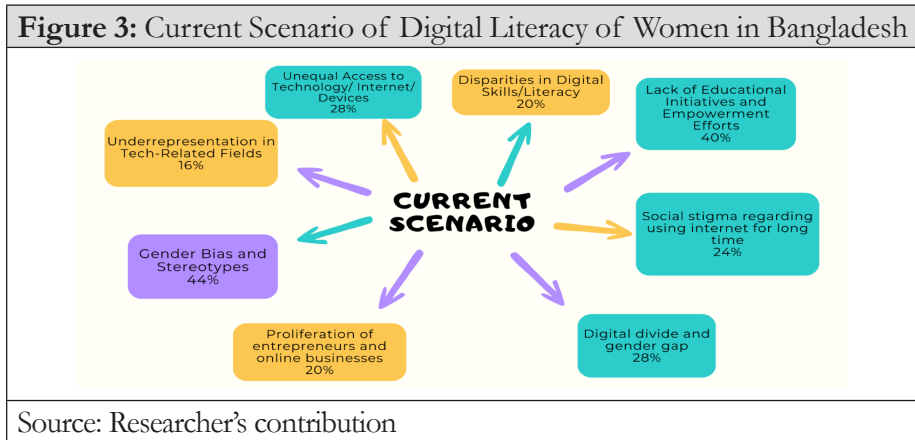 Figure 3: Current Scenario of Digital Literacy of Women in Bangladesh
Unequal Access to
Technology/ Internet/
Devices
28%
Disparities in Digital
Skills/Literacy
20%
Lack of Educational
Initiatives and
Empowerment
Efforts
40%
Underrepresentation in
Tech-Related Fields
16%
CURRENT
SCENARIO
Social stigma regarding
using internet for long
time
24%
Gender Bias and
Stereotypes
44%
Proliferation of
entrepreneurs and
online businesses
20%
Digital divide and
gender gap
28%
Source: Researcher's contribution